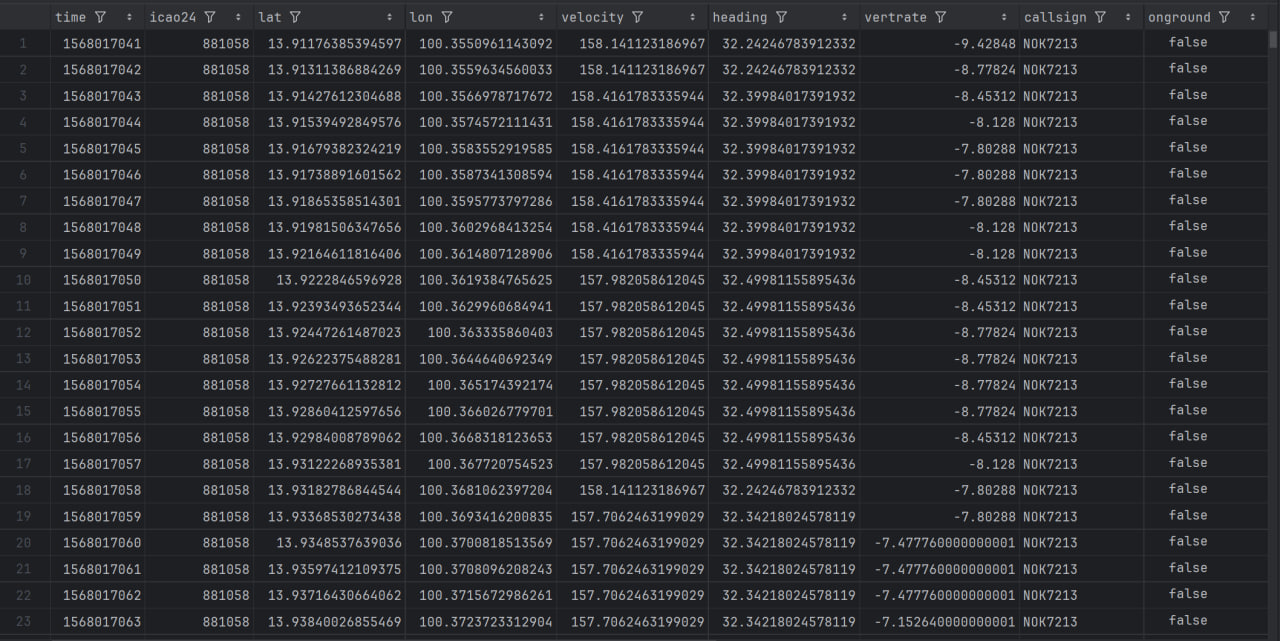 time icao24 lat lon velocity heading vertrate callsign onground
1 1568017041 881058 13.91176385394597 100.3550961143092 158.141123186967 32.24246783912332 -9.42848 NOK7213 false
2 1568017042 881058 13.91311386884269 100.3559634560033 158.141123186967 32.24246783912332 -8.77824 NOK7213 false
3 1568017043 881058 13.91427612304688 100.3566978717672 158.4161783335944 32.39984017391932 -8.45312 NOK7213 false
4 1568017044 881058 13.91539492849576 100.3574572111431 158.4161783335944 32.39984017391932 -8.128 NOK7213 false
5 1568017045 881058 13.91679382324219 100.3583552919585 158.4161783335944 32.39984017391932 -7.80288 NOK7213 false
6 1568017046 881058 13.91738891601562 100.3587341308594 158.4161783335944 32.39984017391932 -7.80288 NOK7213 false
7 1568017047 881058 13.91865358514301 100.3595773797286 158.4161783335944 32.39984017391932 -7.80288 NOK7213 false
8 1568017048 881058 13.91981506347656 100.3602968413254 158.4161783335944 32.39984017391932 -8.128 NOK7213 false
9 1568017049 881058 13.92164611816406 100.3614807128906 158.4161783335944 32.39984017391932 -8.128 NOK7213 false
10 1568017050 881058 13.9222846596928 100.3619384765625 157.982058612045 32.49981155895436 -8.45312 NOK7213 false
11 1568017051 881058 13.92393493652344 100.3629960684941 157.982058612045 32.49981155895436 -8.45312 NOK7213 false
12 1568017052 881058 13.92447261487023 100.363335860403 157.982058612045 32.49981155895436 -8.77824 NOK7213 false
13 1568017053 881058 13.92622375488281 100.3644640692349 157.982058612045 32.49981155895436 -8.77824 NOK7213 false
14 1568017054 881058 13.92727661132812 100.365174392174 157.982058612045 32.49981155895436 -8.77824 NOK7213 false
15 1568017055 881058 13.92860412597656 100.366026779701 157.982058612045 32.49981155895436 -8.77824 NOK7213 false
16 1568017056 881058 13.92984008789062 100.3668318123653 157.982058612045 32.49981155895436 -8.45312 NOK7213 false
17 1568017057 881058 13.93122268935381 100.367720754523 157.982058612045 32.49981155895436 -8.128 NOK7213 false
18 1568017058 881058 13.93182786844544 100.3681062397204 158.141123186967 32.24246783912332 -7.80288 NOK7213 false
19 1568017059 881058 13.93368530273438 100.3693416200835 157.7062463199029 32.34218024578119 -7.80288 NOK7213 false
20 1568017060 881058 13.9348537639036 100.3700818513569 157.7062463199029 32.34218024578119 -7.477760000000001 NOK7213 false
21 1568017061 881058 13.93597412109375 100.3708096208243 157.7062463199029 32.34218024578119 -7.477760000000001 NOK7213 false
22 1568017062 881058 13.93716430664062 100.3715672986261 157.7062463199029 32.34218024578119 -7.477760000000001 NOK7213 false
23 1568017063 881058 13.93840026855469 100.3723723312904 157.7062463199029 32.34218024578119 -7.152640000000001 NOK7213 false